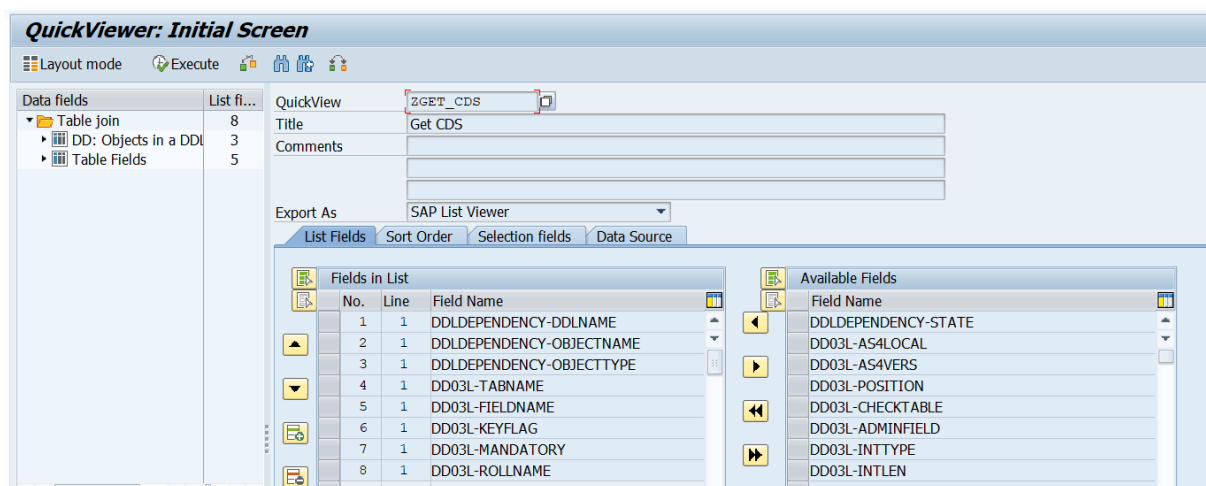 QuickViewer: Initial Screen
Layout mode Execute
Data fields List fi...
Table join 8
DD: Objects in a DDL 3
Table Fields 5
QuickView ZGET_CDS
Title Get CDS
Comments
Export As SAP List Viewer
List Fields Sort Order Selection fields Data Source
Fields in List
No. Line Field Name
1 1 DDLDEPENDENCY-DDLNAME
2 1 DDLDEPENDENCY-OBJECTNAME
3 1 DDLDEPENDENCY-OBJECTTYPE
4 1 DD03L-TABNAME
5 1 DD03L-FIELDNAME
6 1 DD03L-KEYFLAG
7 1 DD03L-MANDATORY
8 1 DD03L-ROLLNAME
Available Fields
Field Name
DDLDEPENDENCY-STATE
DD03L-AS4LOCAL
DD03L-AS4VERS
DD03L-POSITION
DD03L-CHECKTABLE
DD03L-ADMINFIELD
DD03L-INTTYPE
DD03L-INTLEN